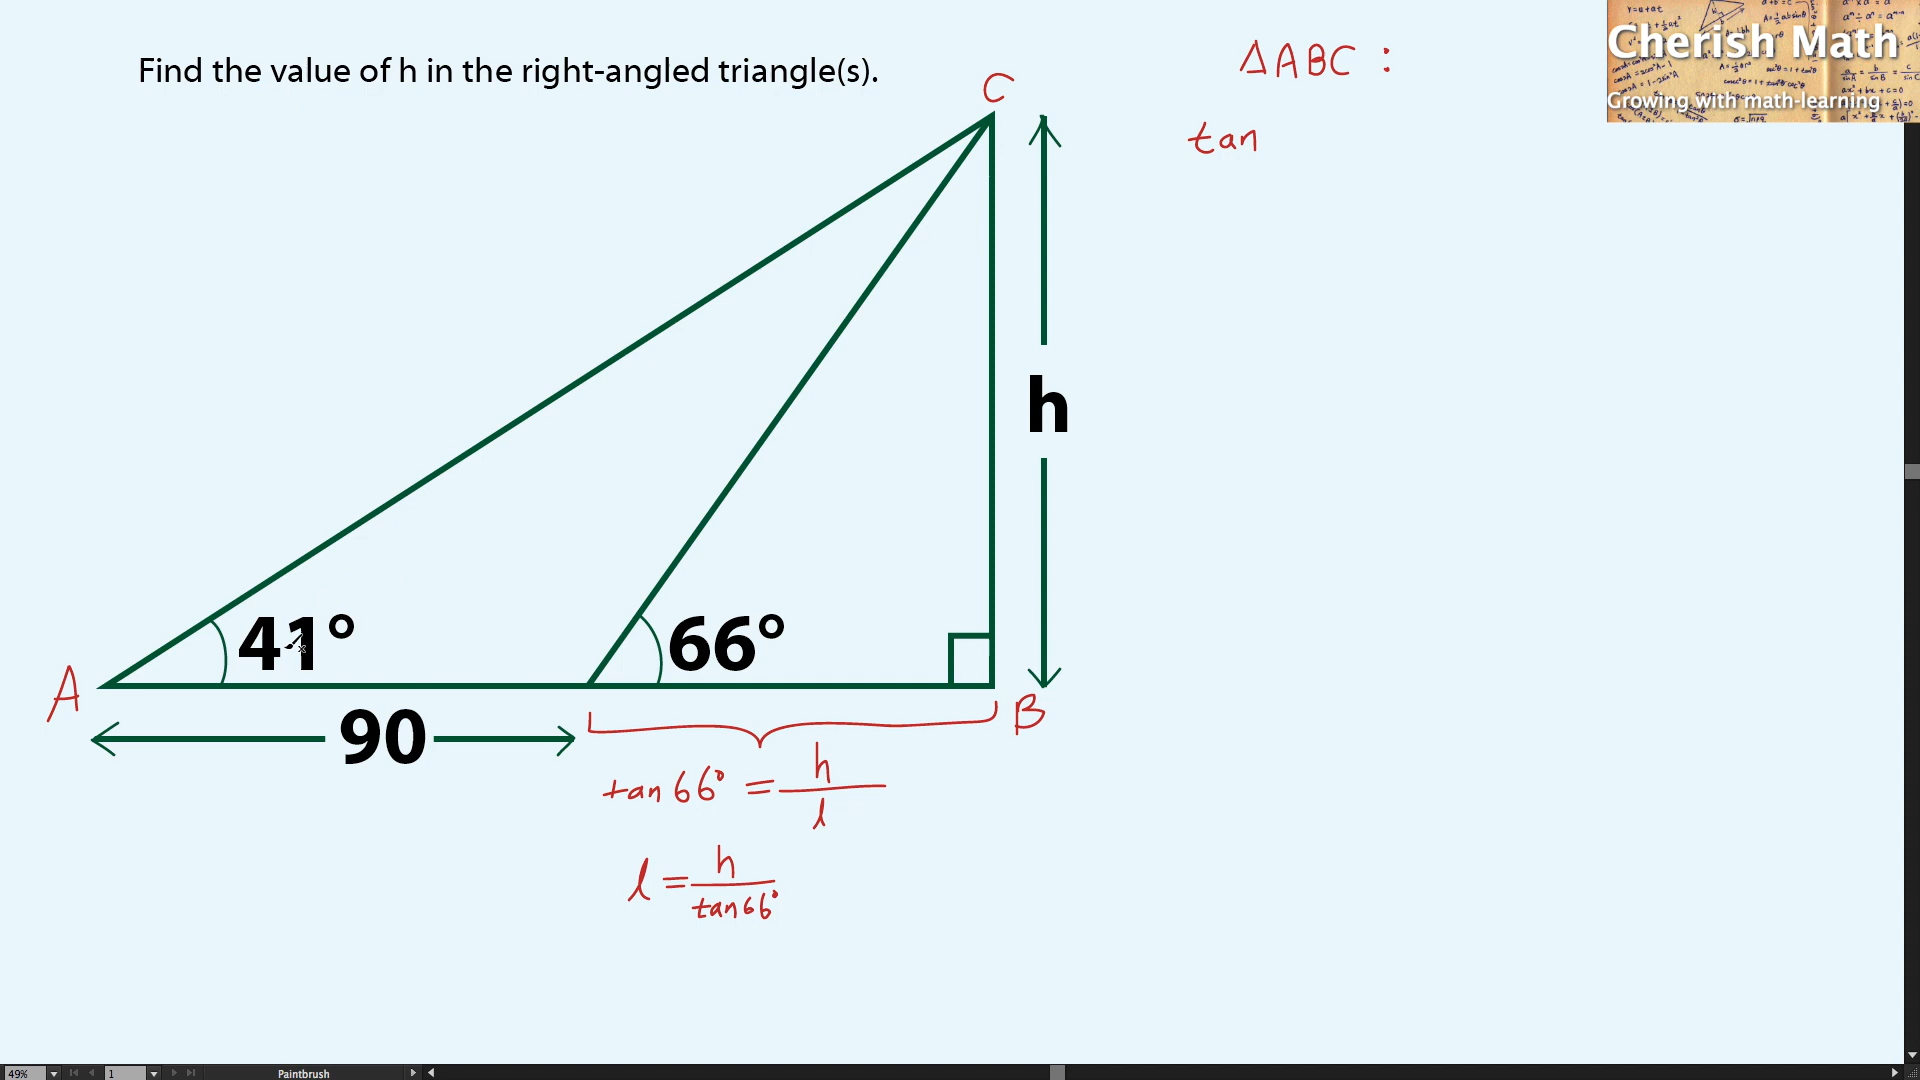 Find the value of h in the right-angled triangle(s).
C
ΔABC :
tan
Cherish Math
Growing with math-learning
h
41°
66°
A
B
90
tan 66° = h / l
l = h / tan 66°
49%
1
Paintbrush